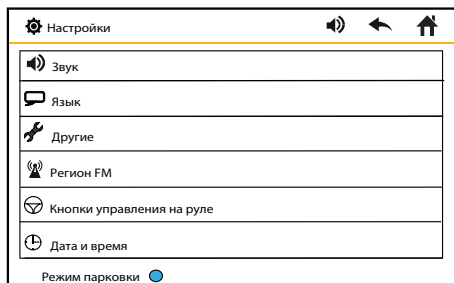 Настройки
Звук
Язык
Другие
Регион FM
Кнопки управления на руле
Дата и время
Режим парковки